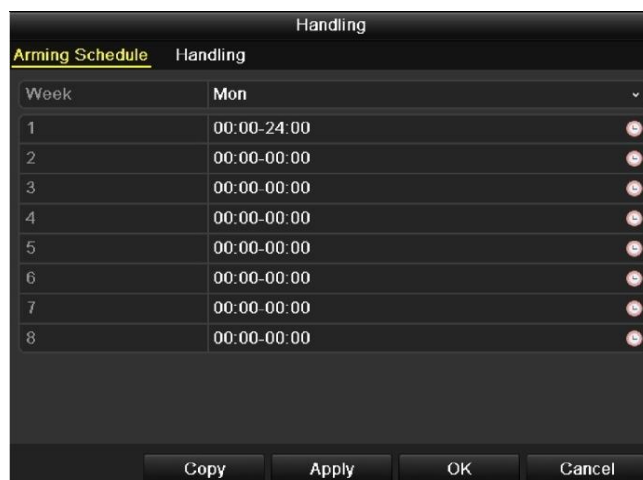 Handling
Arming Schedule Handling
Week Mon
1 00:00-24:00
2 00:00-00:00
3 00:00-00:00
4 00:00-00:00
5 00:00-00:00
6 00:00-00:00
7 00:00-00:00
8 00:00-00:00
Copy Apply OK Cancel